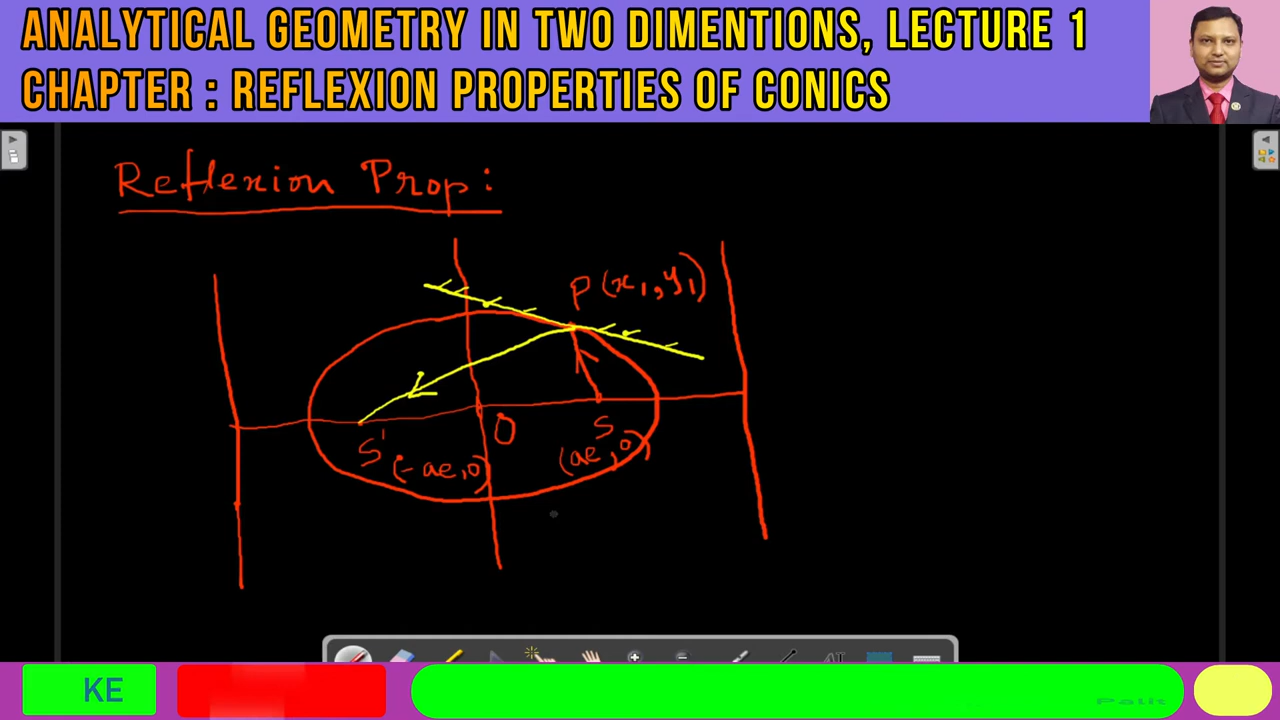 ANALYTICAL GEOMETRY IN TWO DIMENTIONS, LECTURE 1
CHAPTER : REFLEXION PROPERTIES OF CONICS
Reflexion Prop:
P(x1,y1)
O
S
S'
(-ae,0)
(ae,0)
KE
Palit